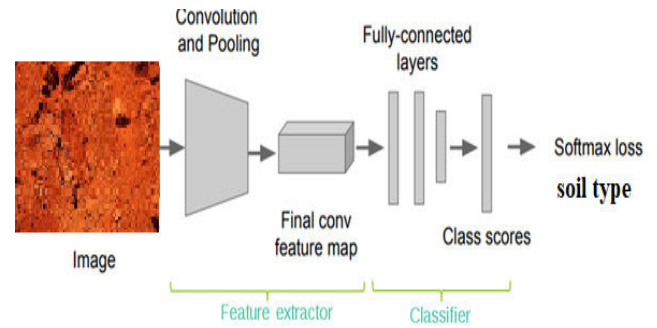 Convolution
and Pooling
Fully-connected
layers
Softmax loss
soil type
Final conv
feature map
Class scores
Image
Feature extractor
Classifier